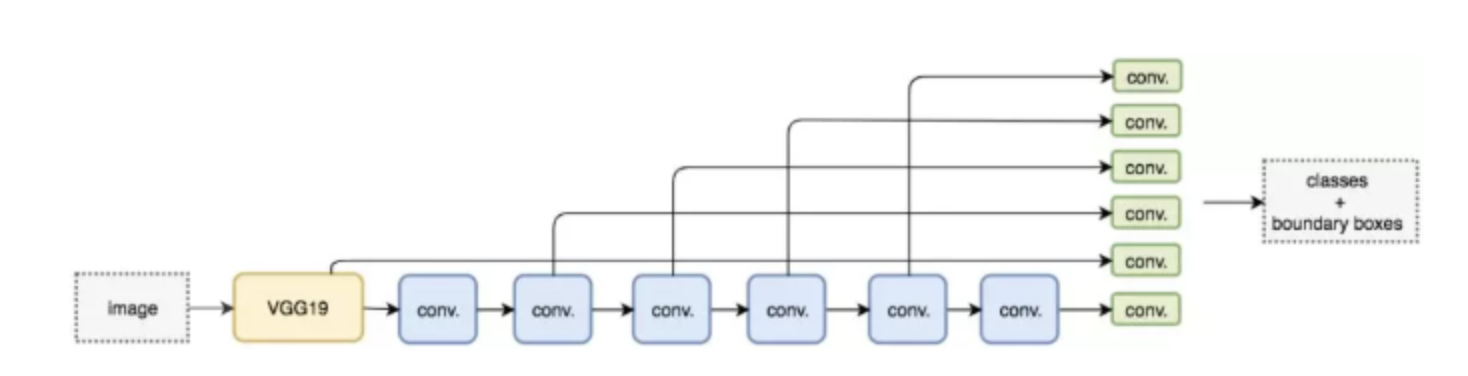 conv.
conv.
conv.
conv.
conv.
classes
+
boundary boxes
image
VGG19
conv.
conv.
conv.
conv.
conv.
conv.
conv.